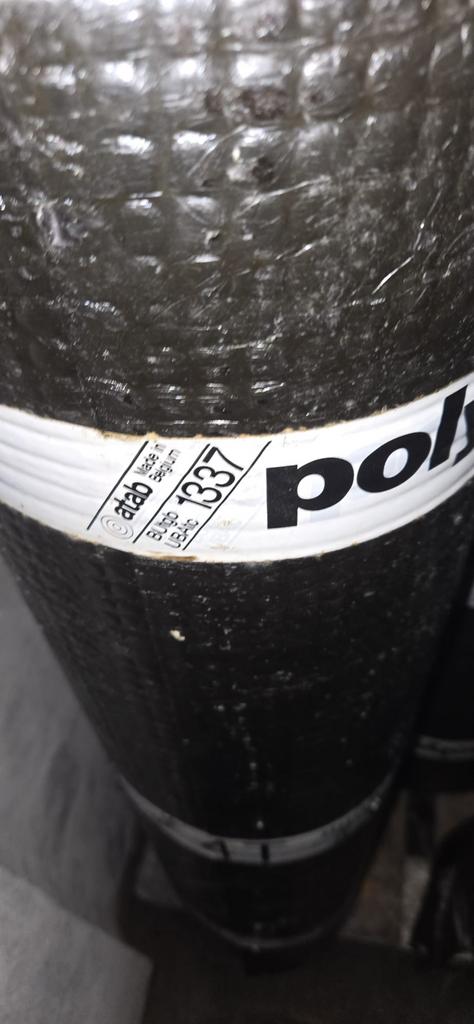 atab Made in
Belgium
BUtgb
UBAtc 1337
poly